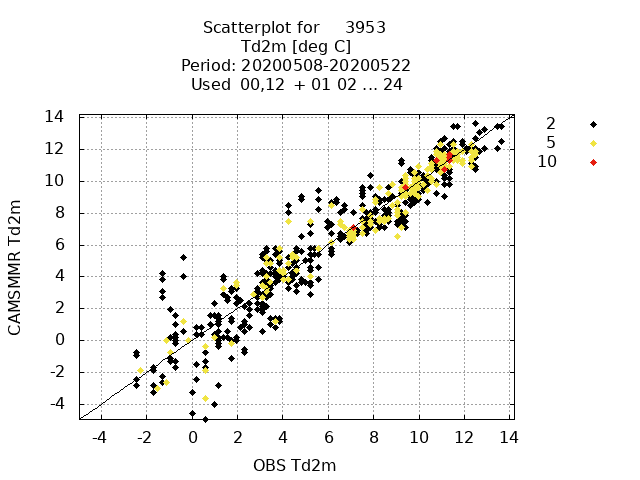 Scatterplot for 3953
Td2m [deg C]
Period: 20200508-20200522
Used 00,12 + 01 02 ... 24
14
12
10
8
6
4
2
0
-2
-4
CAMSMMR Td2m
-4 -2 0 2 4 6 8 10 12 14
OBS Td2m
2
5
10